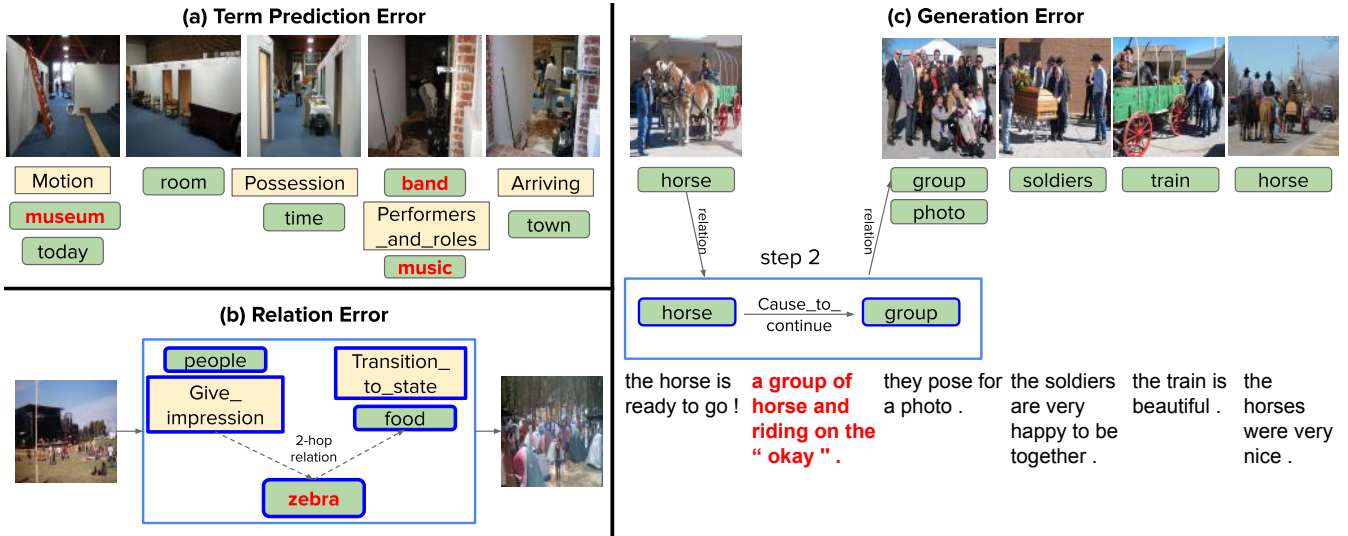 (a) Term Prediction Error
Motion
museum
today
room
Possession
time
band
Performers
_and_roles
music
Arriving
town
(b) Relation Error
people
Give_
impression
Transition_
to_state
food
2-hop
relation
zebra
(c) Generation Error
horse
group
photo
soldiers
train
horse
relation
relation
step 2
horse
Cause_to_
continue
group
the horse is
ready to go !
a group of
horse and
riding on the
“ okay " .
they pose for
a photo .
the soldiers
are very
happy to be
together .
the train is
beautiful .
the
horses
were very
nice .